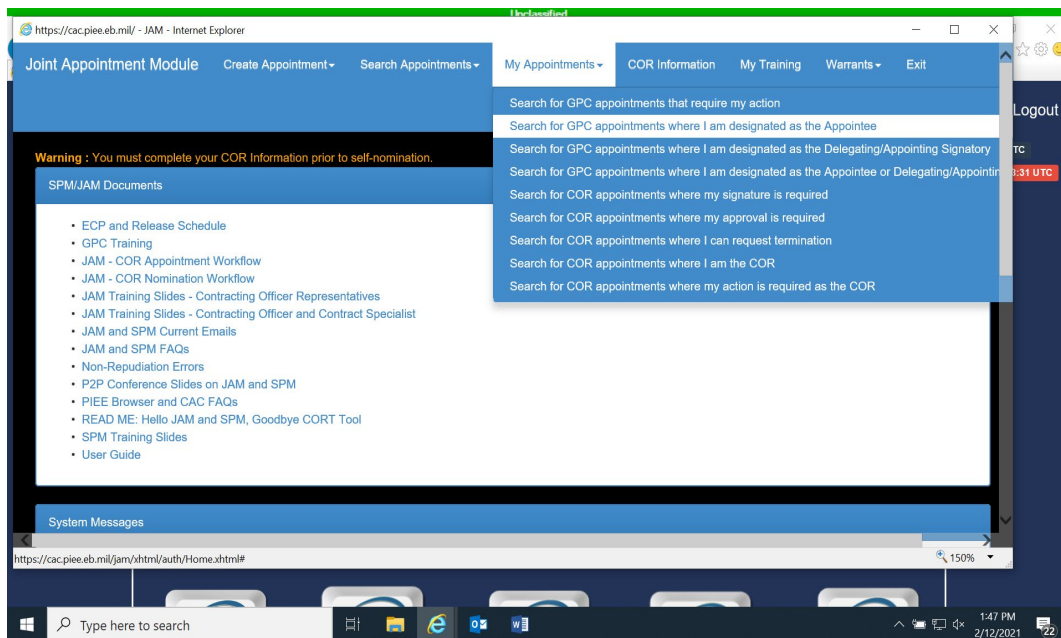 Unclassified
https://cac.piee.eb.mil/ - JAM - Internet Explorer
Joint Appointment Module Create Appointment Search Appointments My Appointments COR Information My Training Warrants Exit
Search for GPC appointments that require my action
Search for GPC appointments where I am designated as the Appointee
Search for GPC appointments where I am designated as the Delegating/Appointing Signatory
Search for GPC appointments where I am designated as the Appointee or Delegating/Appointin
Search for COR appointments where my signature is required
Search for COR appointments where my approval is required
Search for COR appointments where I can request termination
Search for COR appointments where I am the COR
Search for COR appointments where my action is required as the COR
Logout
TC
3:31 UTC
Warning : You must complete your COR Information prior to self-nomination.
SPM/JAM Documents
• ECP and Release Schedule
• GPC Training
• JAM - COR Appointment Workflow
• JAM - COR Nomination Workflow
• JAM Training Slides - Contracting Officer Representatives
• JAM Training Slides - Contracting Officer and Contract Specialist
• JAM and SPM Current Emails
• JAM and SPM FAQs
• Non-Repudiation Errors
• P2P Conference Slides on JAM and SPM
• PIEE Browser and CAC FAQs
• READ ME: Hello JAM and SPM, Goodbye CORT Tool
• SPM Training Slides
• User Guide
System Messages
https://cac.piee.eb.mil/jam/xhtml/auth/Home.xhtml#
150%
Type here to search
1:47 PM
2/12/2021
22